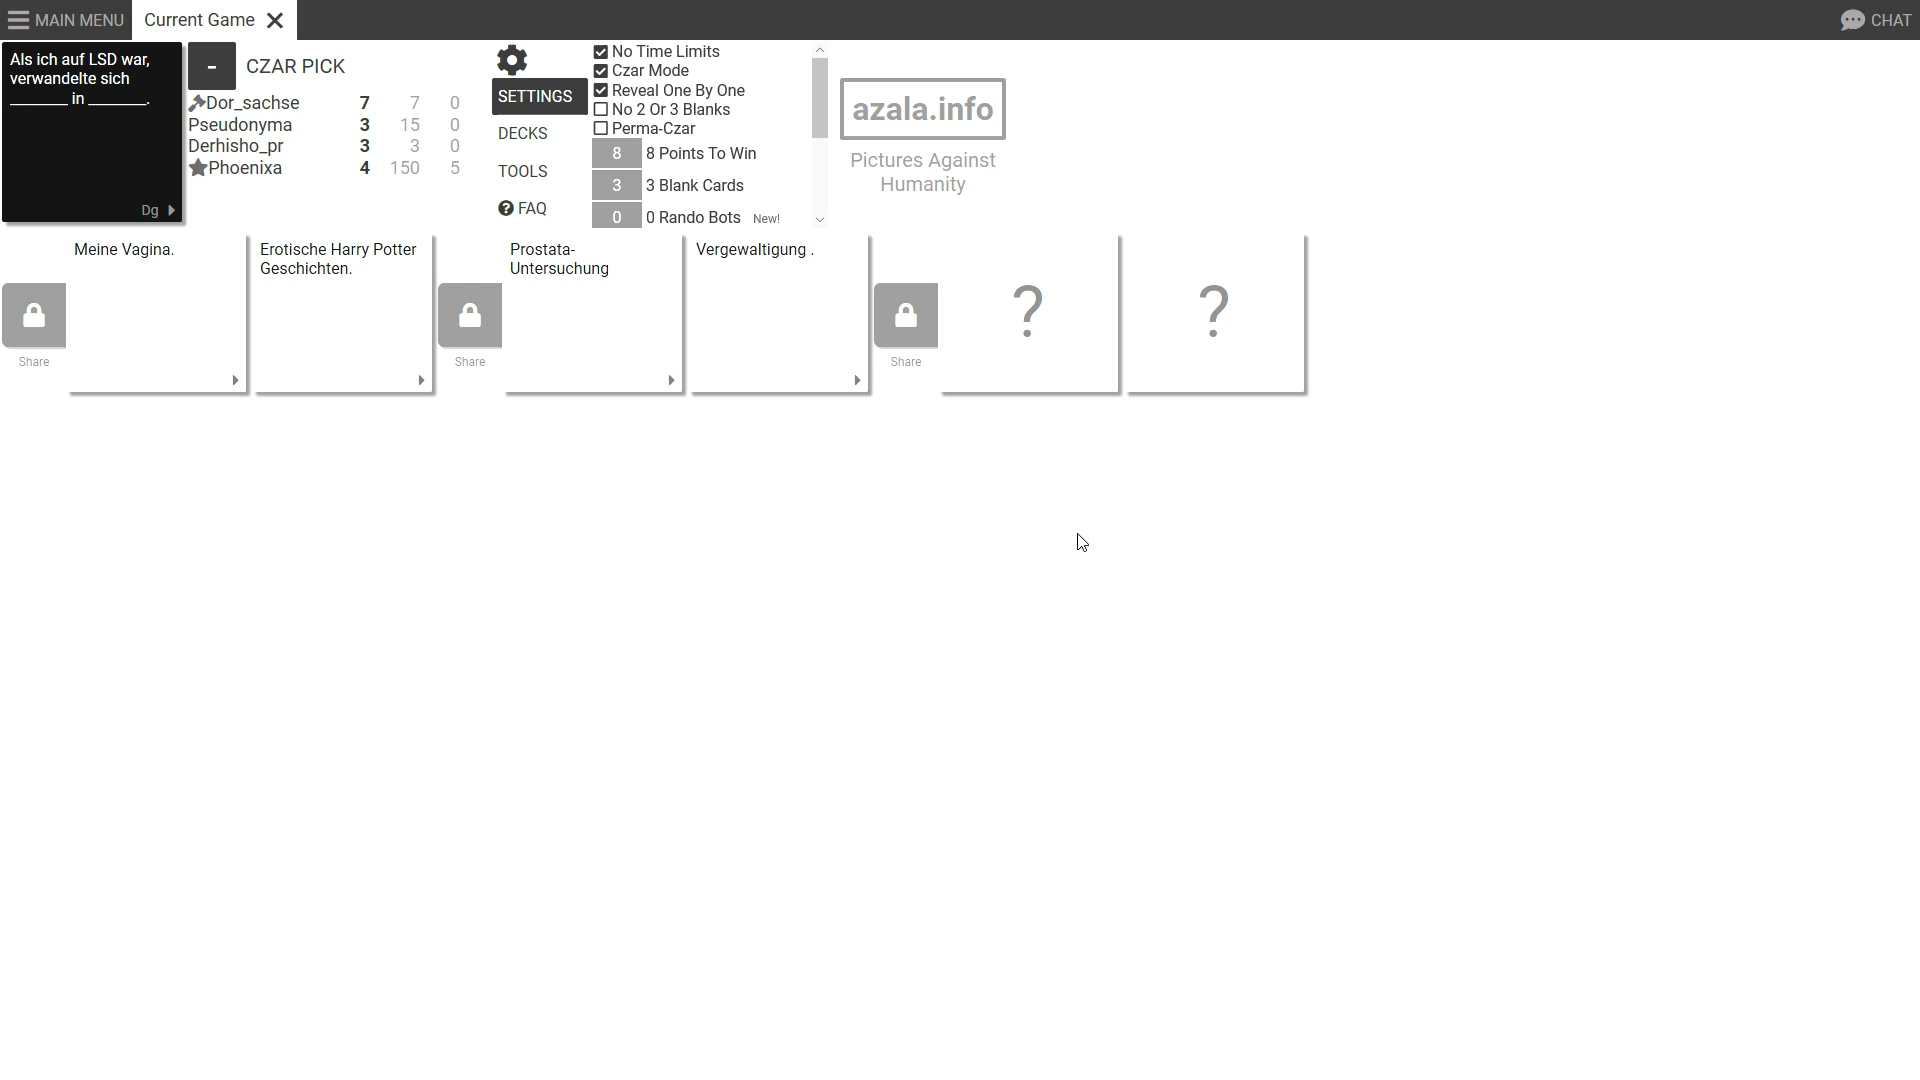 MAIN MENU
Current Game
CHAT
Als ich auf LSD war,
verwandelte sich
_______ in _______.
Dg
-
CZAR PICK
Dor_sachse 7 7 0
Pseudonyma 3 15 0
Derhisho_pr 3 3 0
Phoenixa 4 150 5
SETTINGS
DECKS
TOOLS
FAQ
No Time Limits
Czar Mode
Reveal One By One
No 2 Or 3 Blanks
Perma-Czar
8 8 Points To Win
3 3 Blank Cards
0 0 Rando Bots New!
azala.info
Pictures Against
Humanity
Meine Vagina.
Erotische Harry Potter
Geschichten.
Prostata-
Untersuchung
Vergewaltigung .
?
?
Share
Share
Share